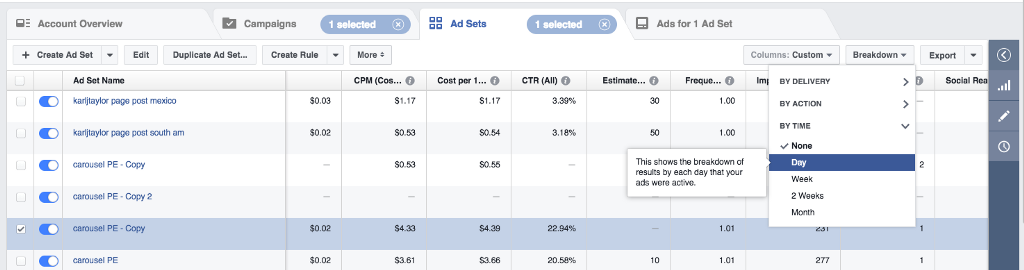 Account Overview
Campaigns
1 selected
Ad Sets
1 selected
Ads for 1 Ad Set
+ Create Ad Set
Edit
Duplicate Ad Set...
Create Rule
More
Columns: Custom
Breakdown
Export
Ad Set Name
CPM (Cos...
Cost per 1...
CTR (All)
Estimate...
Freque...
Imp
Social Rea
karljtaylor page post mexico
$0.03
$1.17
$1.17
3.39%
30
1.00
karljtaylor page post south am
$0.02
$0.53
$0.54
3.18%
50
1.00
carousel PE - Copy
—
$0.53
$0.55
—
—
2
carousel PE - Copy 2
—
—
—
—
carousel PE - Copy
$0.02
$4.33
$4.39
22.94%
—
1.01
231
1
carousel PE
$0.02
$3.61
$3.66
20.58%
10
1.01
277
1
BY DELIVERY
BY ACTION
BY TIME
None
Day
Week
2 Weeks
Month
This shows the breakdown of
results by each day that your
ads were active.